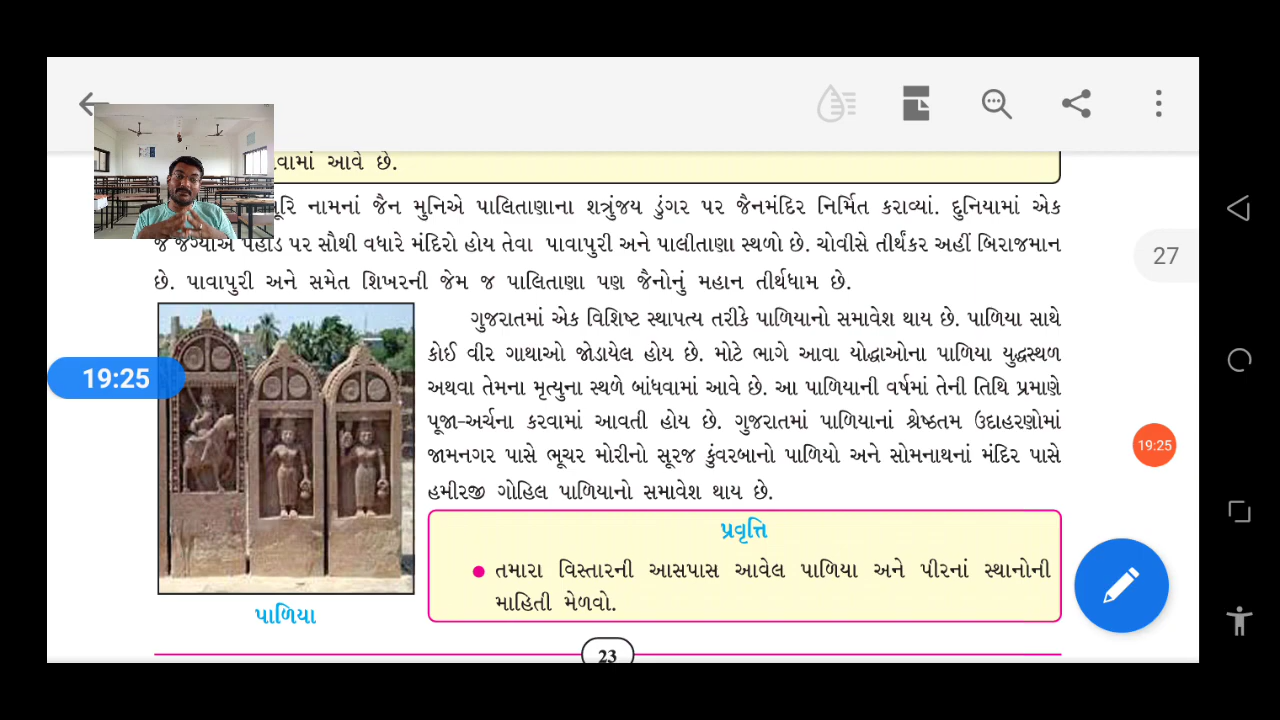 વામાં આવે છે.
નામનાં જૈન મુનિએ પાલિતાણાના શત્રુંજય ડુંગર પર જૈનમંદિર નિર્મિત કરાવ્યાં. દુનિયામાં એક
જ જગ્યાએ પહાડ પર સૌથી વધારે મંદિરો હોય તેવા પાવાપુરી અને પાલીતાણા સ્થળો છે. ચોવીસે તીર્થંકર અહીં બિરાજમાન
છે. પાવાપુરી અને સમેત શિખરની જેમ જ પાલિતાણા પણ જૈનોનું મહાન તીર્થધામ છે.
27
ગુજરાતમાં એક વિશિષ્ટ સ્થાપત્ય તરીકે પાળિયાનો સમાવેશ થાય છે. પાળિયા સાથે
કોઈ વીર ગાથાઓ જોડાયેલ હોય છે. મોટે ભાગે આવા યોદ્ધાઓના પાળિયા યુદ્ધસ્થળ
અથવા તેમના મૃત્યુના સ્થળે બાંધવામાં આવે છે. આ પાળિયાની વર્ષમાં તેની તિથિ પ્રમાણે
પૂજા-અર્ચના કરવામાં આવતી હોય છે. ગુજરાતમાં પાળિયાનાં શ્રેષ્ઠતમ ઉદાહરણોમાં
જામનગર પાસે ભૂચર મોરીનો સૂરજ કુંવરબાનો પાળિયો અને સોમનાથનાં મંદિર પાસે
હમીરજી ગોહિલ પાળિયાનો સમાવેશ થાય છે.
19:25
19:25
પ્રવૃત્તિ
● તમારા વિસ્તારની આસપાસ આવેલ પાળિયા અને પીરનાં સ્થાનોની
માહિતી મેળવો.
પાળિયા
23